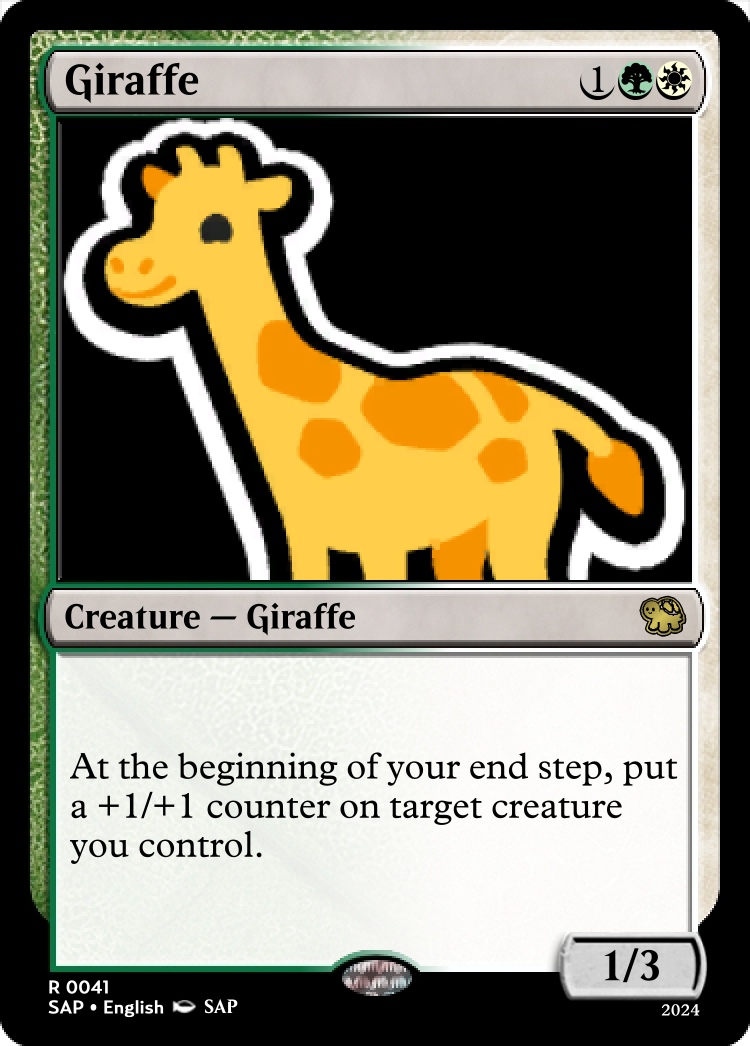 Giraffe 1
Creature — Giraffe
At the beginning of your end step, put
a +1/+1 counter on target creature
you control.
1/3
R 0041
SAP • English SAP
2024